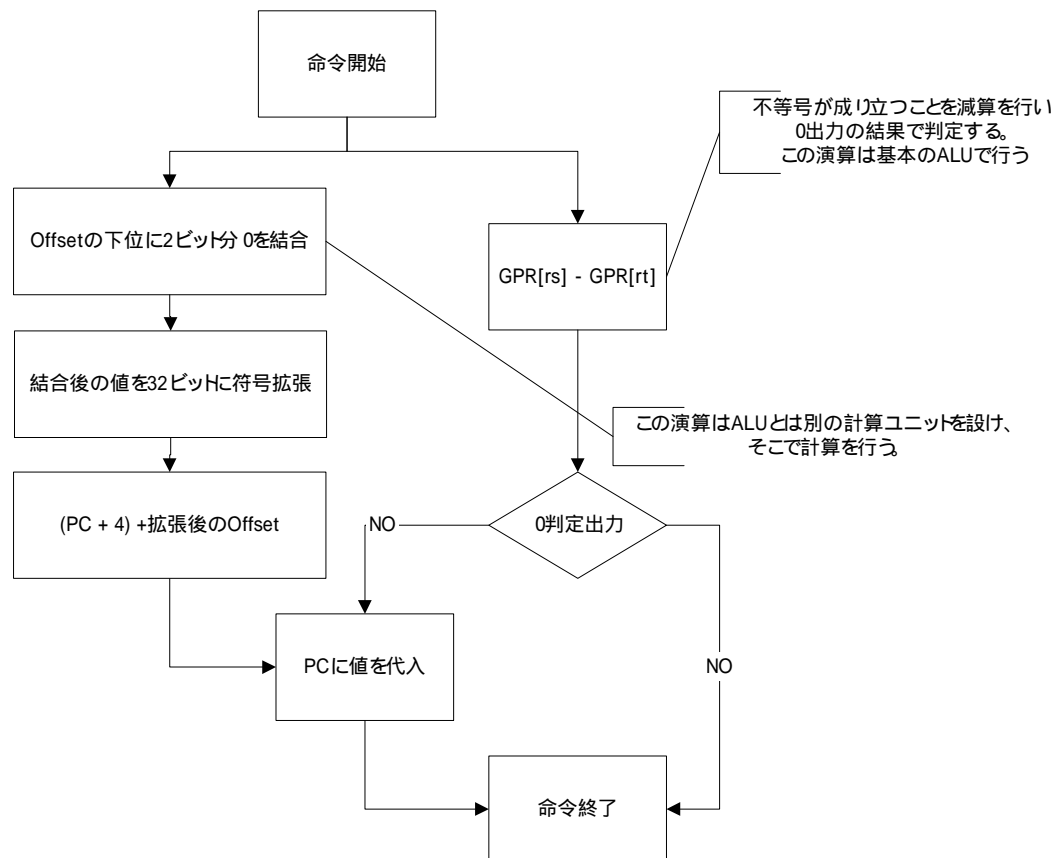 命令開始
不等号が成り立つことを減算を行い
0出力の結果で判定する。
この演算は基本のALUで行う
Offsetの下位に2ビット分 0を結合
GPR[rs] - GPR[rt]
結合後の値を32ビットに符号拡張
この演算はALUとは別の計算ユニットを設け、
そこで計算を行う。
(PC + 4) +拡張後のOffset
NO
0判定出力
PCに値を代入
NO
命令終了